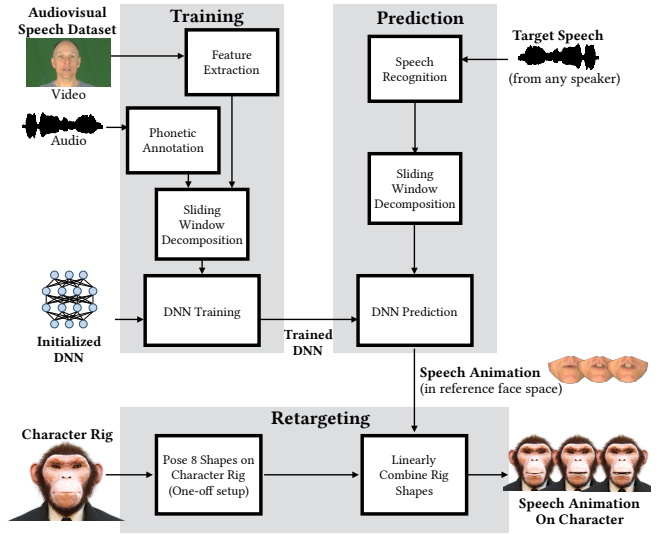 Audiovisual
Speech Dataset
Video
Audio
Training
Feature
Extraction
Phonetic
Annotation
Sliding
Window
Decomposition
DNN Training
Initialized
DNN
Trained
DNN
Prediction
Speech
Recognition
Target Speech
(from any speaker)
Sliding
Window
Decomposition
DNN Prediction
Speech Animation
(in reference face space)
Retargeting
Character Rig
Pose 8 Shapes on
Character Rig
(One-off setup)
Linearly
Combine Rig
Shapes
Speech Animation
On Character